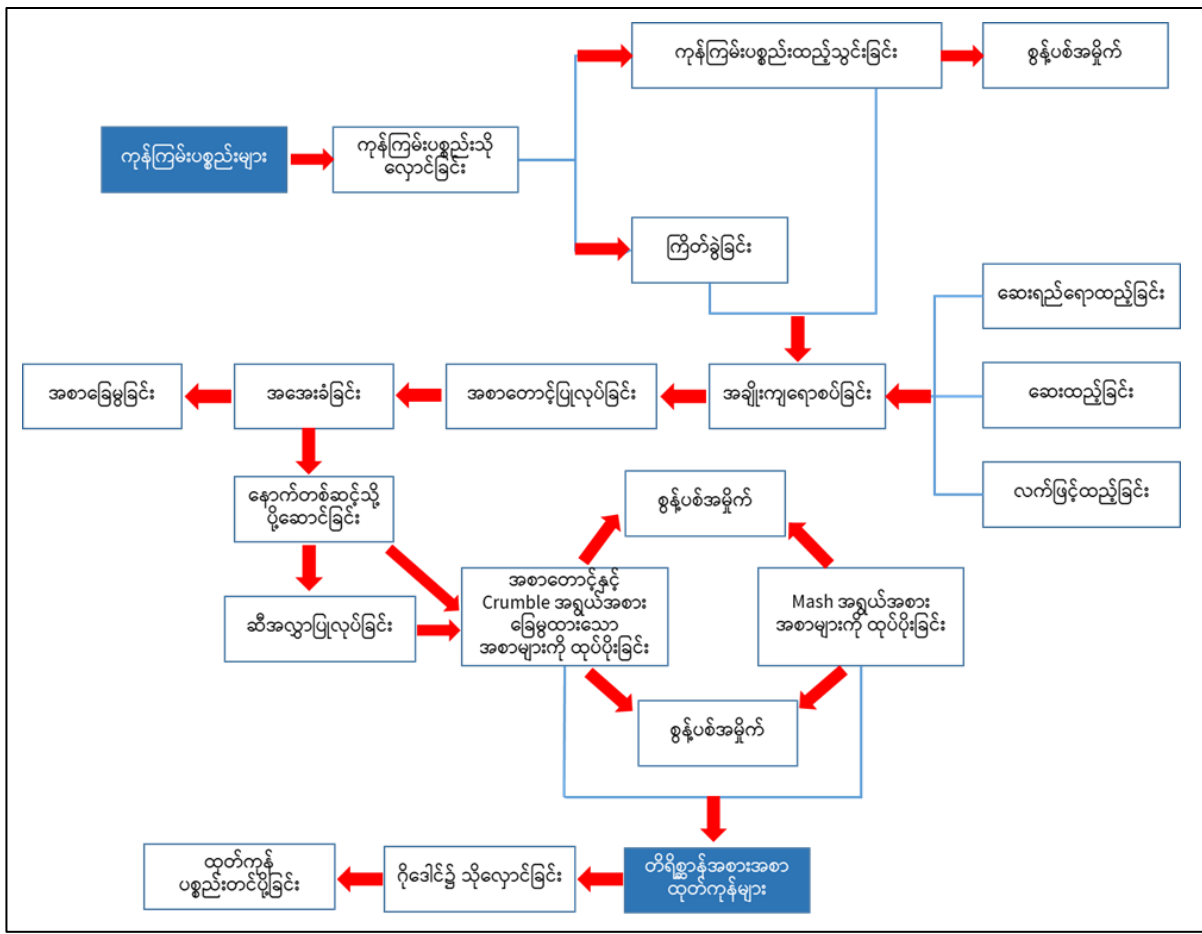 ကုန်ကြမ်းပစ္စည်းထည့်သွင်းခြင်း
စွန့်ပစ်အမှိုက်
ကုန်ကြမ်းပစ္စည်းများ
ကုန်ကြမ်းပစ္စည်းသို
လှောင်ခြင်း
ကြိတ်ခွဲခြင်း
ဆေးရည်ရောထည့်ခြင်း
အစာခြေမွခြင်း
အအေးခံခြင်း
အစာတောင့်ပြုလုပ်ခြင်း
အချိုးကျရောစပ်ခြင်း
ဆေးထည့်ခြင်း
နောက်တစ်ဆင့်သို့
ပို့ဆောင်ခြင်း
စွန့်ပစ်အမှိုက်
လက်ဖြင့်ထည့်ခြင်း
ဆီအလွှာပြုလုပ်ခြင်း
အစာတောင့်နှင့်
Crumble အရွယ်အစား
ခြေမွထားသော
အစာများကို ထုပ်ပိုးခြင်း
Mash အရွယ်အစား
အစာများကို ထုပ်ပိုးခြင်း
စွန့်ပစ်အမှိုက်
ထုတ်ကုန်
ပစ္စည်းတင်ပို့ခြင်း
ဂိုဒေါင်၌ သိုလှောင်ခြင်း
တိရိစ္ဆာန်အစားအစာ
ထုတ်ကုန်များ